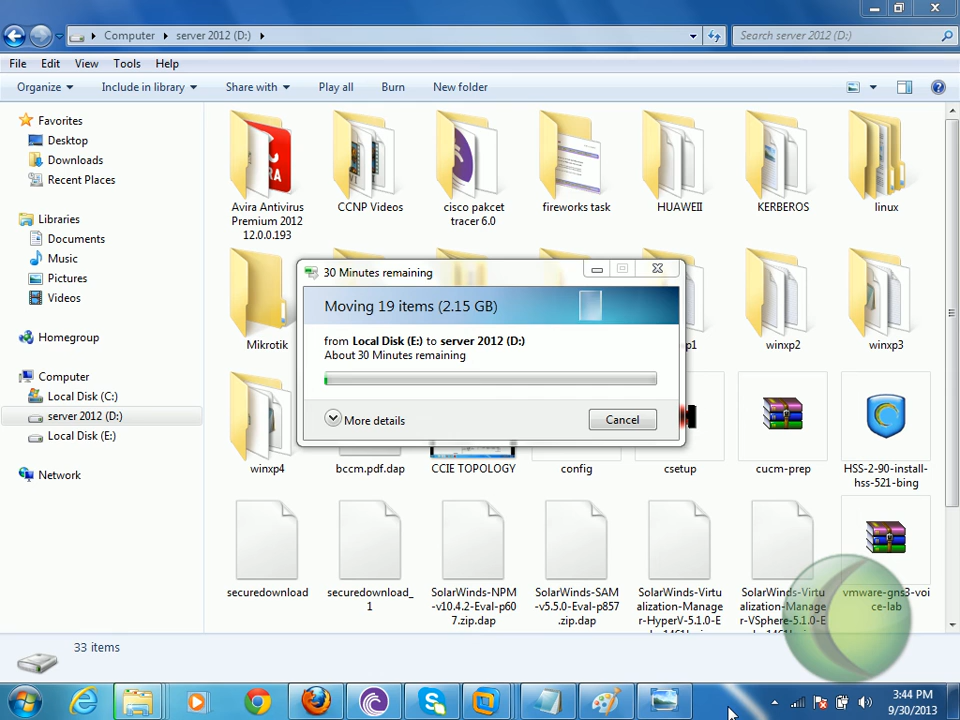 Computer server 2012 (D:) Search server 2012 (D:)
File Edit View Tools Help
Organize Include in library Share with Play all Burn New folder
Favorites
Desktop
Downloads
Recent Places
Libraries
Documents
Music
Pictures
Videos
Homegroup
Computer
Local Disk (C:)
server 2012 (D:)
Local Disk (E:)
Network
Avira Antivirus
Premium 2012
12.0.0.193
CCNP Videos
cisco pakcet
tracer 6.0
fireworks task
HUAWEII
KERBEROS
linux
Mikrotik
winxp2
winxp3
30 Minutes remaining
Moving 19 items (2.15 GB)
from Local Disk (E:) to server 2012 (D:)
About 30 Minutes remaining
More details
Cancel
winxp4
bccm.pdf.dap
CCIE TOPOLOGY
config
csetup
cucm-prep
HSS-2-90-install-
hss-521-bing
securedownload
securedownload_
1
SolarWinds-NPM
-v10.4.2-Eval-p60
7.zip.dap
SolarWinds-SAM
-v5.5.0-Eval-p857
.zip.dap
SolarWinds-Virtu
alization-Manage
r-HyperV-5.1.0-E
SolarWinds-Virtu
alization-Manage
r-VSphere-5.1.0-E
vmware-gns3-voi
ce-lab
33 items
3:44 PM
9/30/2013